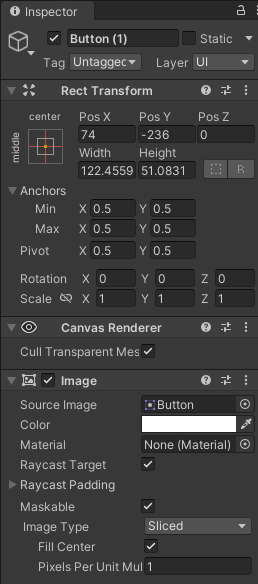 Inspector
Button (1)
Static
Tag Untagged Layer UI
Rect Transform
center Pos X Pos Y Pos Z
middle 74 -236 0
Width Height
122.4559 51.0831 R
Anchors
Min X 0.5 Y 0.5
Max X 0.5 Y 0.5
Pivot X 0.5 Y 0.5
Rotation X 0 Y 0 Z 0
Scale X 1 Y 1 Z 1
Canvas Renderer
Cull Transparent Mes
Image
Source Image Button
Color
Material None (Material)
Raycast Target
Raycast Padding
Maskable
Image Type Sliced
Fill Center
Pixels Per Unit Mul 1